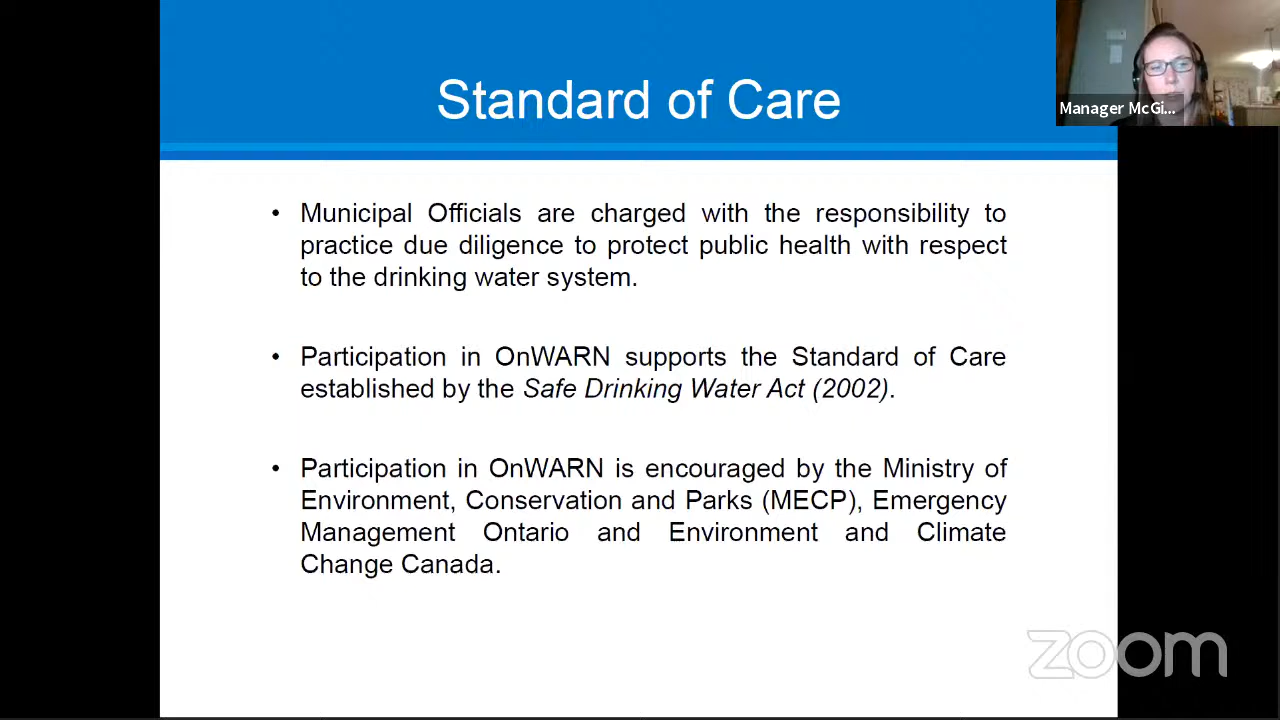 Standard of Care
Manager McGi...
• Municipal Officials are charged with the responsibility to
practice due diligence to protect public health with respect
to the drinking water system.
• Participation in OnWARN supports the Standard of Care
established by the Safe Drinking Water Act (2002).
• Participation in OnWARN is encouraged by the Ministry of
Environment, Conservation and Parks (MECP), Emergency
Management Ontario and Environment and Climate
Change Canada.
zoom